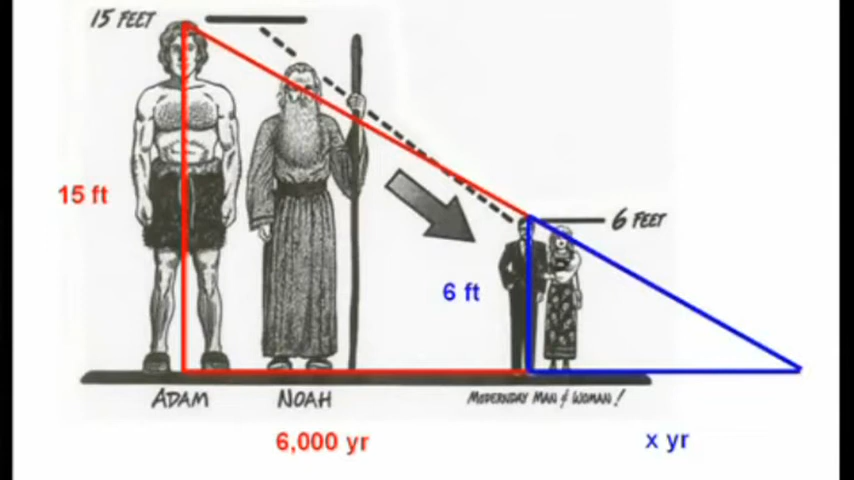 15 FEET
15 ft
6 FEET
6 ft
ADAM
NOAH
MODERNDAY MAN & WOMAN!
6,000 yr
x yr